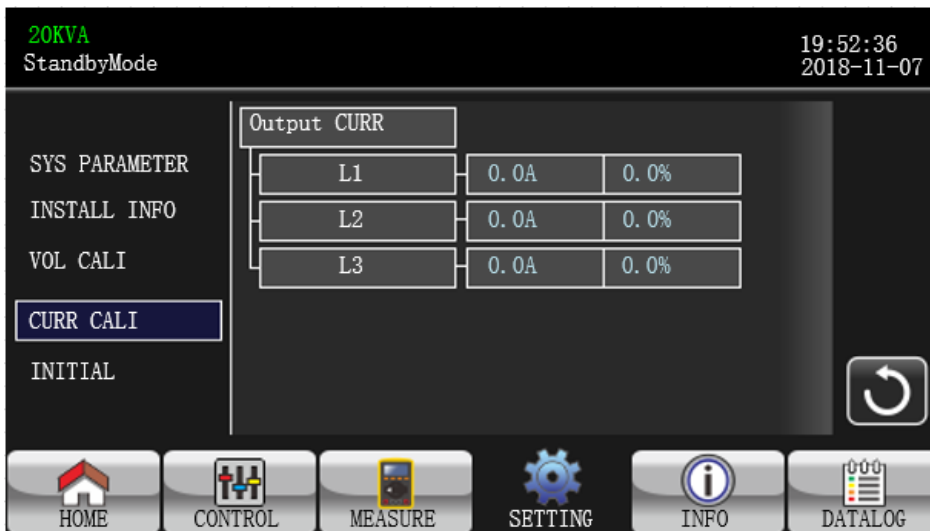 20KVA
StandbyMode
19:52:36
2018-11-07
SYS PARAMETER
INSTALL INFO
VOL CALI
CURR CALI
INITIAL
Output CURR
L1 0.0A 0.0%
L2 0.0A 0.0%
L3 0.0A 0.0%
HOME CONTROL MEASURE SETTING INFO DATALOG